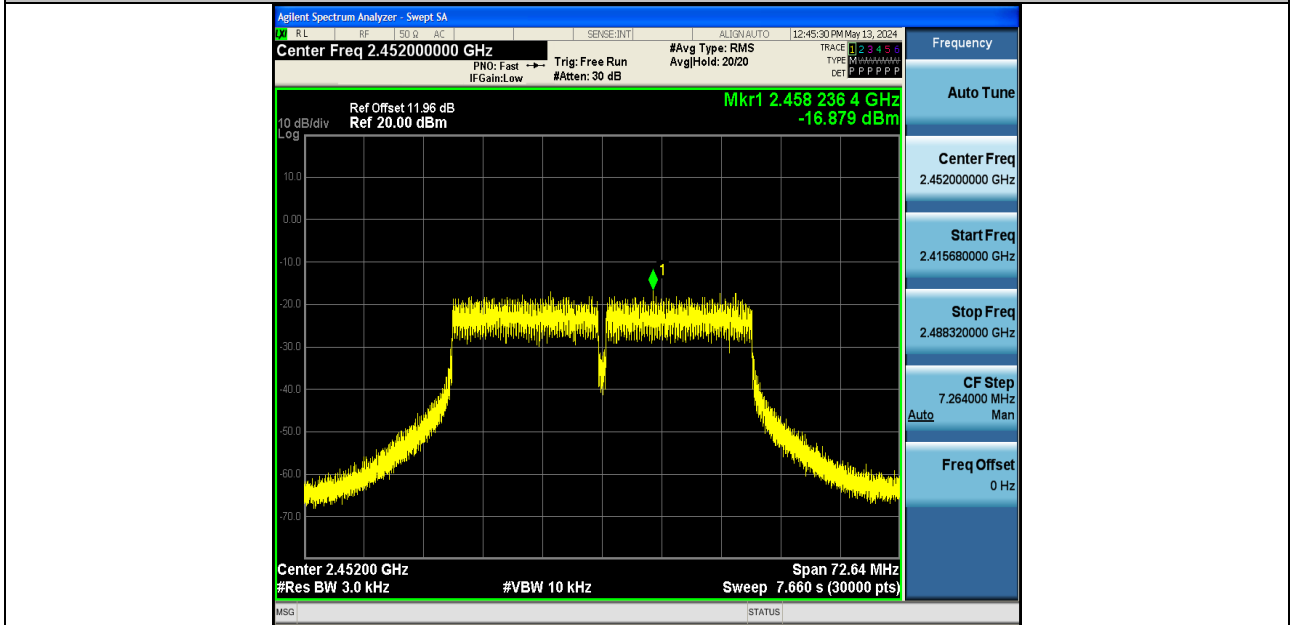 Agilent Spectrum Analyzer - Swept SA
LXI RL RF 50 Ω AC SENSE:INT ALIGN AUTO 12:45:30 PM May 13, 2024
Center Freq 2.452000000 GHz
PNO: Fast
IFGain:Low
Trig: Free Run
#Atten: 30 dB
#Avg Type: RMS
Avg|Hold: 20/20
TRACE 1 2 3 4 5 6
TYPE M
DET P P P P P P
Ref Offset 11.96 dB
Ref 20.00 dBm
10 dB/div
Log
Mkr1 2.458 236 4 GHz
-16.879 dBm
10.0
0.00
-10.0
-20.0
-30.0
-40.0
-50.0
-60.0
-70.0
1
Center 2.45200 GHz
Span 72.64 MHz
#Res BW 3.0 kHz
#VBW 10 kHz
Sweep 7.660 s (30000 pts)
MSG
STATUS
Frequency
Auto Tune
Center Freq
2.452000000 GHz
Start Freq
2.415680000 GHz
Stop Freq
2.488320000 GHz
CF Step
7.264000 MHz
Auto Man
Freq Offset
0 Hz